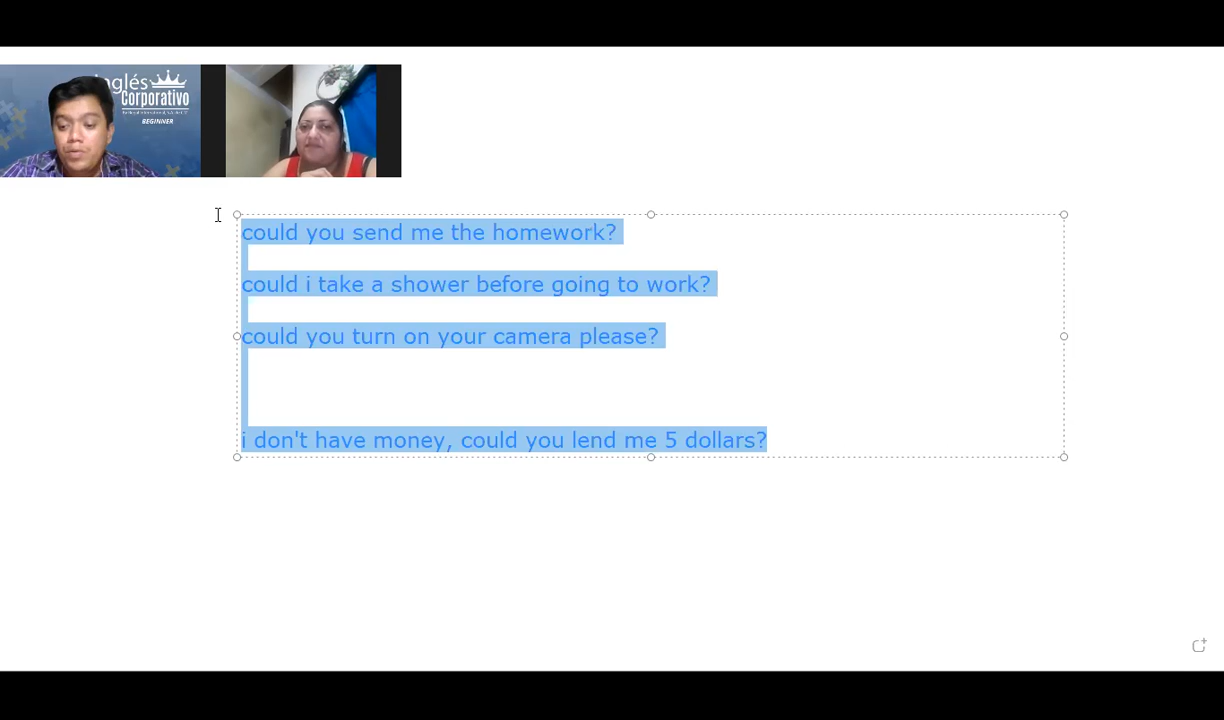 inglés
Corporativo
BEGINNER
could you send me the homework?
could i take a shower before going to work?
could you turn on your camera please?
i don't have money, could you lend me 5 dollars?